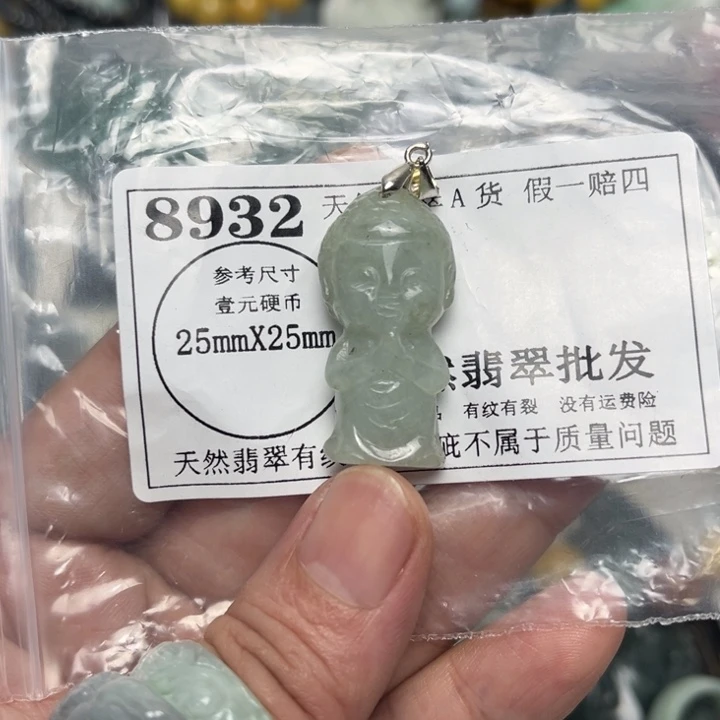 8932 天 A货 假一赔四
参考尺寸
壹元硬币
25mmX25mm
翡翠批发
有纹有裂 没有运费险
天然翡翠有 不属于质量问题